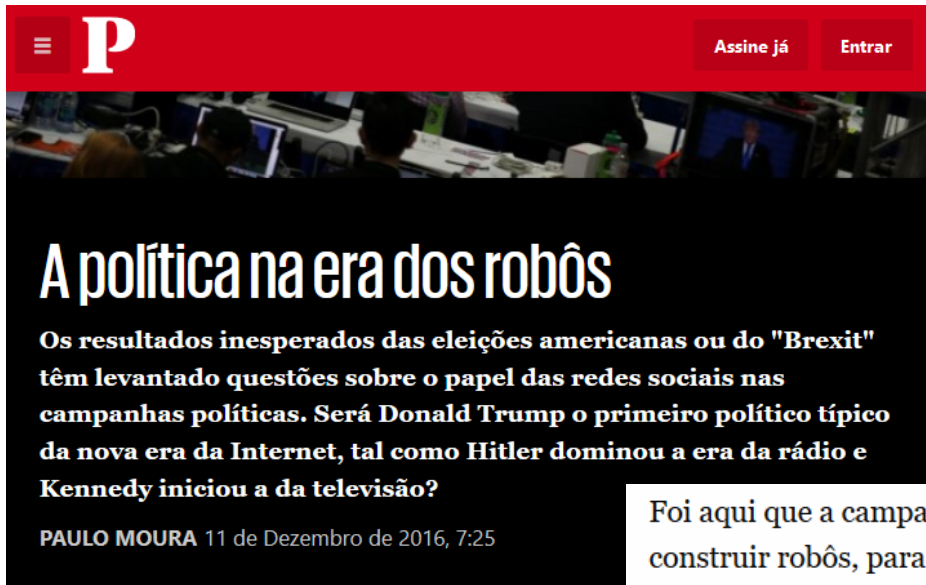 P
Assine já
Entrar
A política na era dos robôs
Os resultados inesperados das eleições americanas ou do "Brexit"
têm levantado questões sobre o papel das redes sociais nas
campanhas políticas. Será Donald Trump o primeiro político típico
da nova era da Internet, tal como Hitler dominou a era da rádio e
Kennedy iniciou a da televisão?
PAULO MOURA 11 de Dezembro de 2016, 7:25
Foi aqui que a campa
construir robôs, para